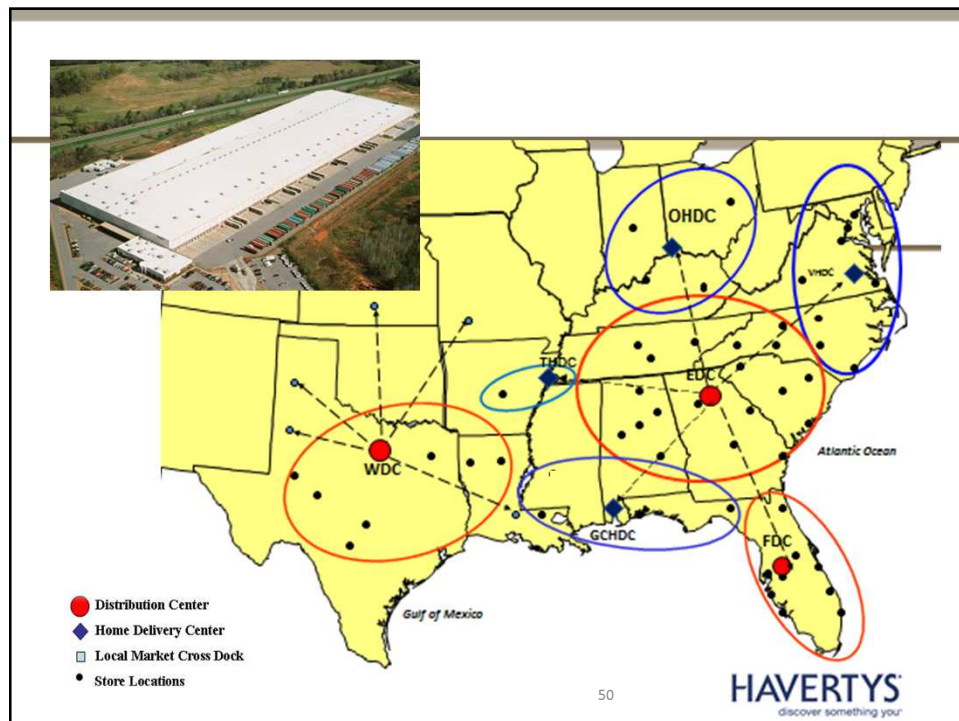 OHDC
VHDC
THDC
EDC
Atlantic Ocean
WDC
GCHDC
FDC
Distribution Center
Gulf of Mexico
Home Delivery Center
Local Market Cross Dock
Store Locations
50
HAVERTYS
discover something you